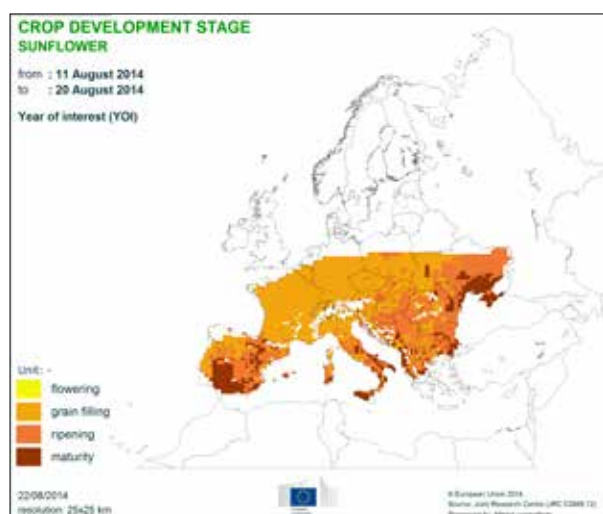 CROP DEVELOPMENT STAGE
SUNFLOWER
from : 11 August 2014
to : 20 August 2014
Year of interest (YOI)
Unit: -
flowering
grain filling
ripening
maturity
22/08/2014
resolution: 25x25 km
© European Union 2014
Source: Joint Research Centre